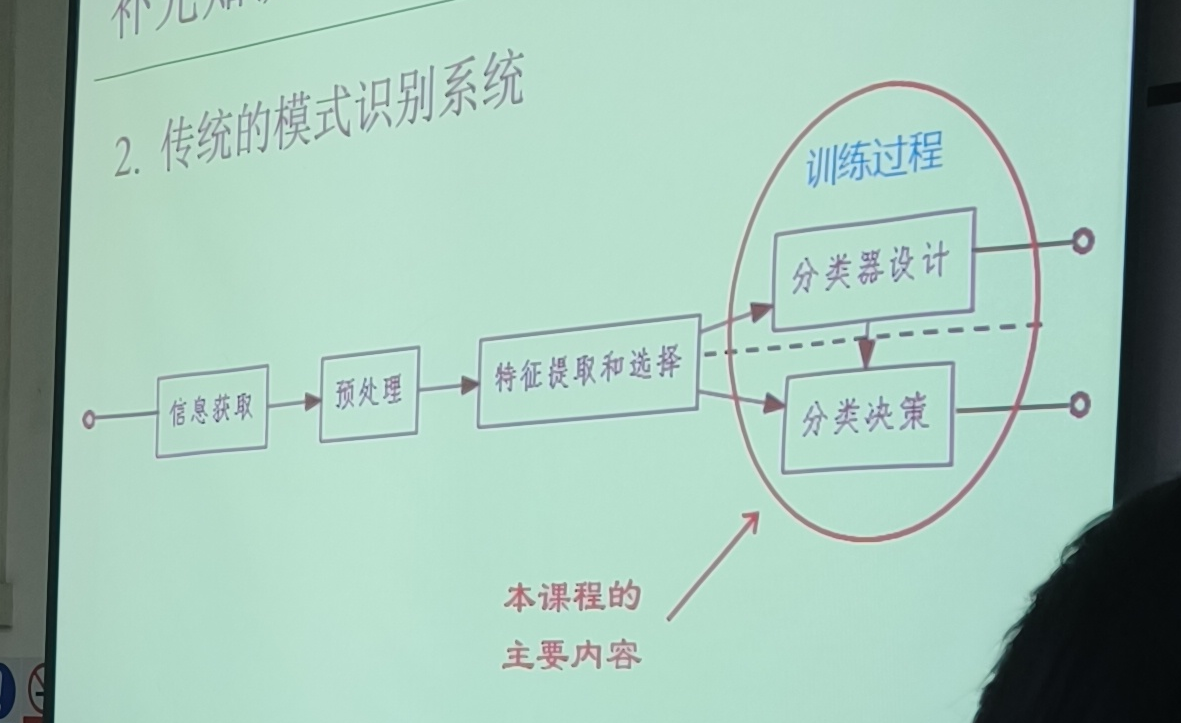 2. 传统的模式识别系统
训练过程
分类器设计
信息获取
预处理
特征提取和选择
分类决策
本课程的
主要内容